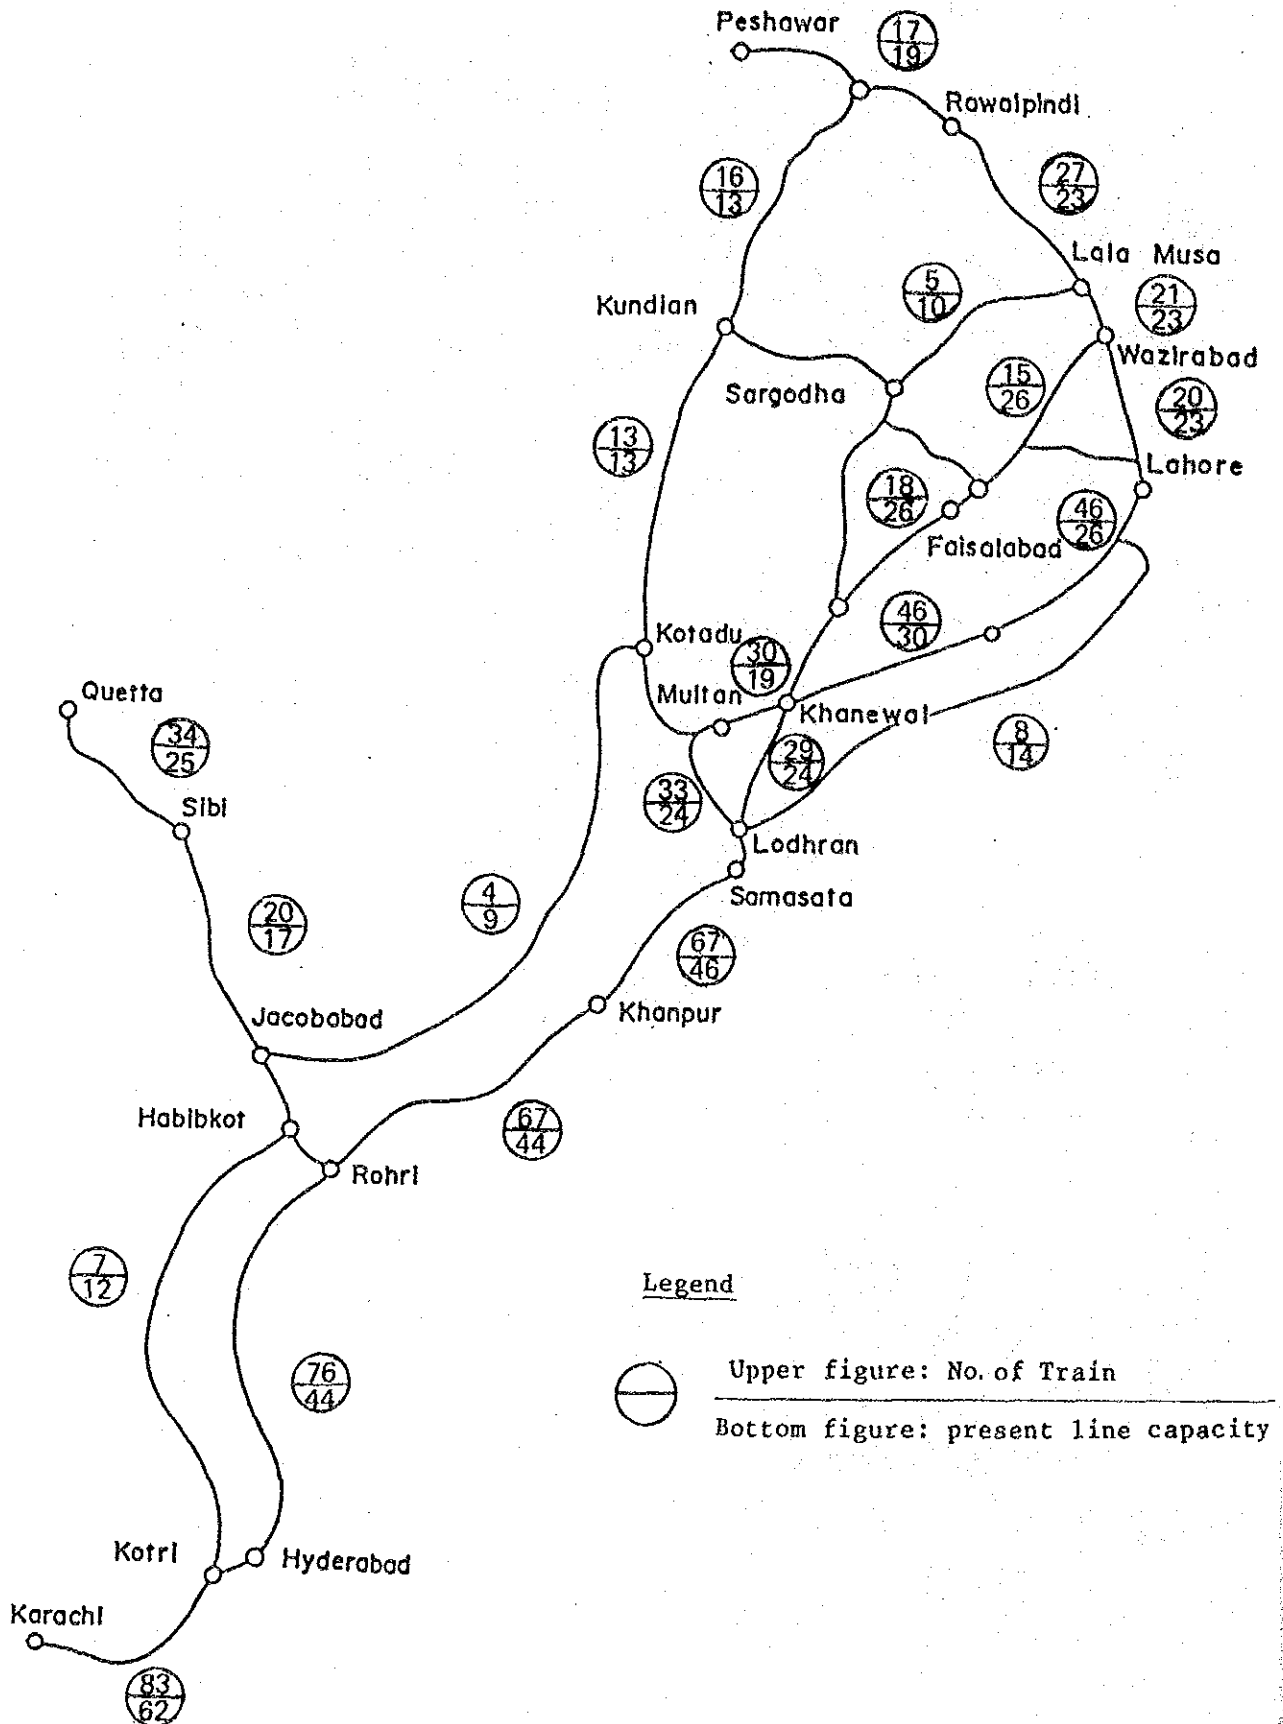 Peshawar
17
19
Rawalpindi
16
13
27
23
Lala Musa
5
10
21
23
Kundian
Wazirabad
15
26
Sargodha
20
23
13
13
Lahore
18
26
46
26
Faisalabad
46
30
Kotadu
30
19
Quetta
Multan
Khanewal
34
25
8
14
29
24
33
24
Sibi
Lodhran
Samasata
4
9
20
17
67
46
Jacobabad
Khanpur
Habibkot
67
44
Rohri
7
12
Legend
76
44
Upper figure: No. of Train
Bottom figure: present line capacity
Kotri
Hyderabad
Karachi
83
62